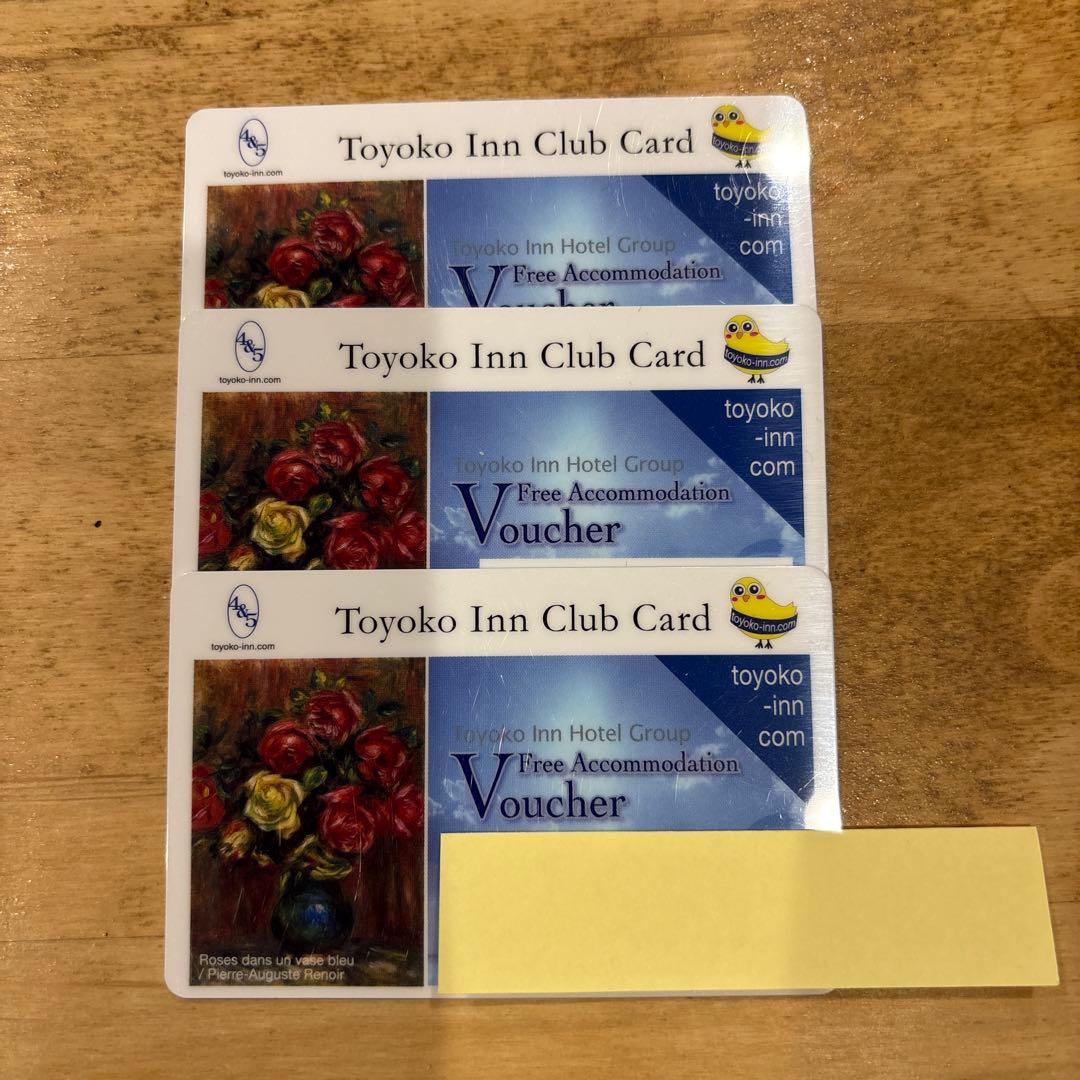 4&5
toyoko-inn.com
Toyoko Inn Club Card
toyoko-inn.com
toyoko
-inn
com
Toyoko Inn Hotel Group
Free Accommodation
Voucher
4&5
toyoko-inn.com
Toyoko Inn Club Card
toyoko-inn.com
toyoko
-inn
com
Toyoko Inn Hotel Group
Free Accommodation
Voucher
4&5
toyoko-inn.com
Toyoko Inn Club Card
toyoko-inn.com
toyoko
-inn
com
Toyoko Inn Hotel Group
Free Accommodation
Voucher
Roses dans un vase bleu
/ Pierre-Auguste Renoir